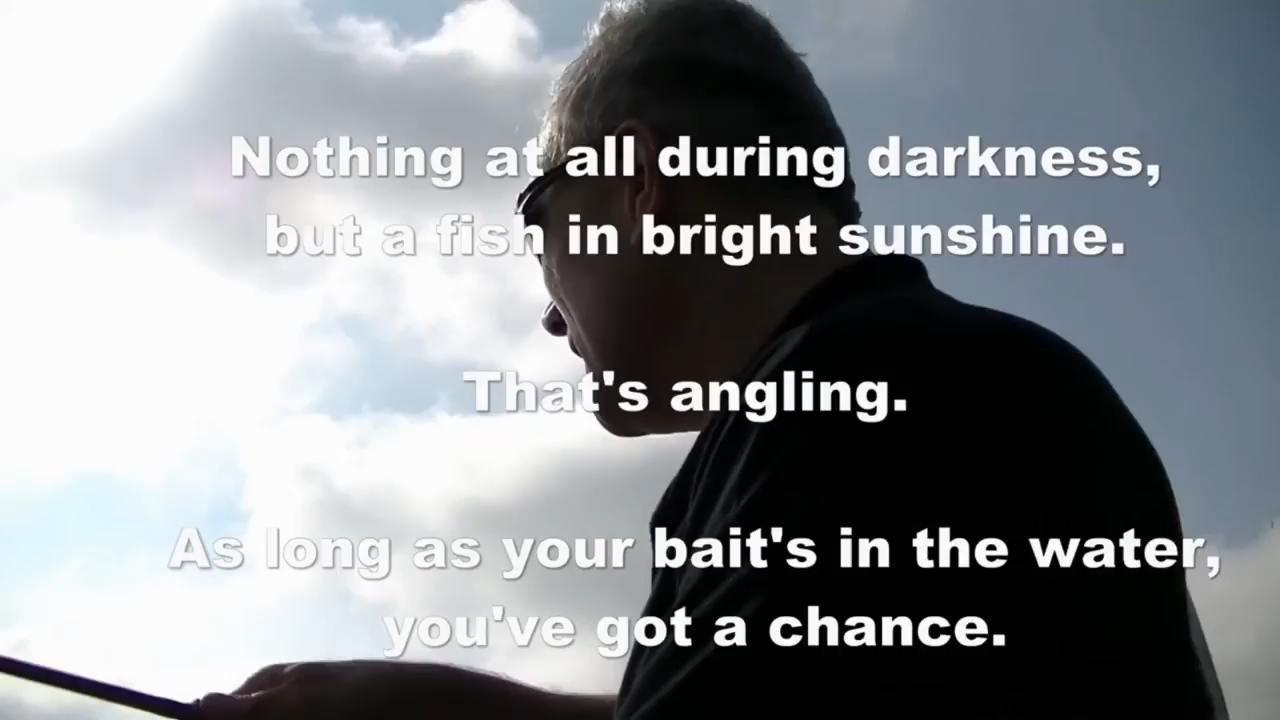 Nothing at all during darkness,
but a fish in bright sunshine.
That's angling.
As long as your bait's in the water,
you've got a chance.